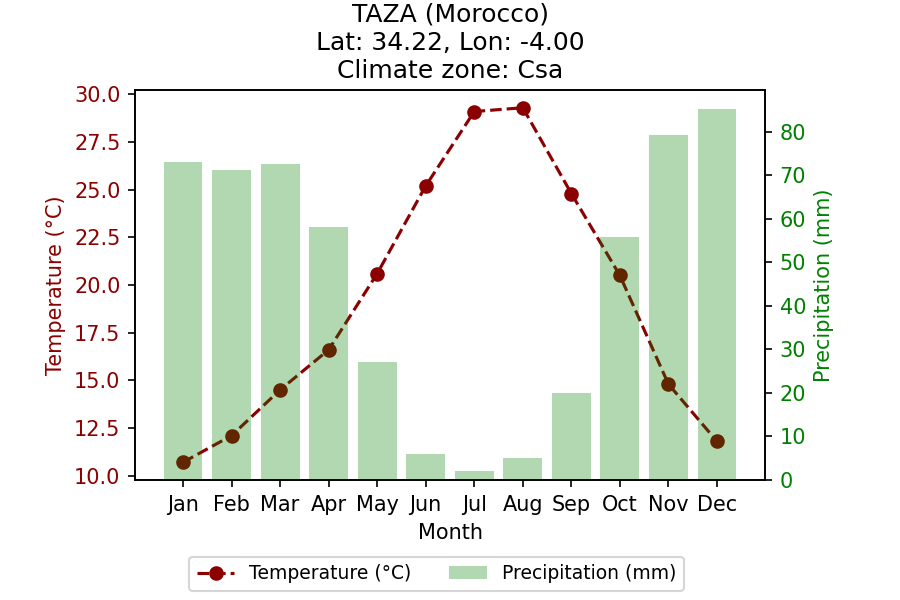 TAZA (Morocco)
Lat: 34.22, Lon: -4.00
Climate zone: Csa
Temperature (°C)
30.0
27.5
25.0
22.5
20.0
17.5
15.0
12.5
10.0
Precipitation (mm)
80
70
60
50
40
30
20
10
0
Jan Feb Mar Apr May Jun Jul Aug Sep Oct Nov Dec
Month
Temperature (°C) Precipitation (mm)